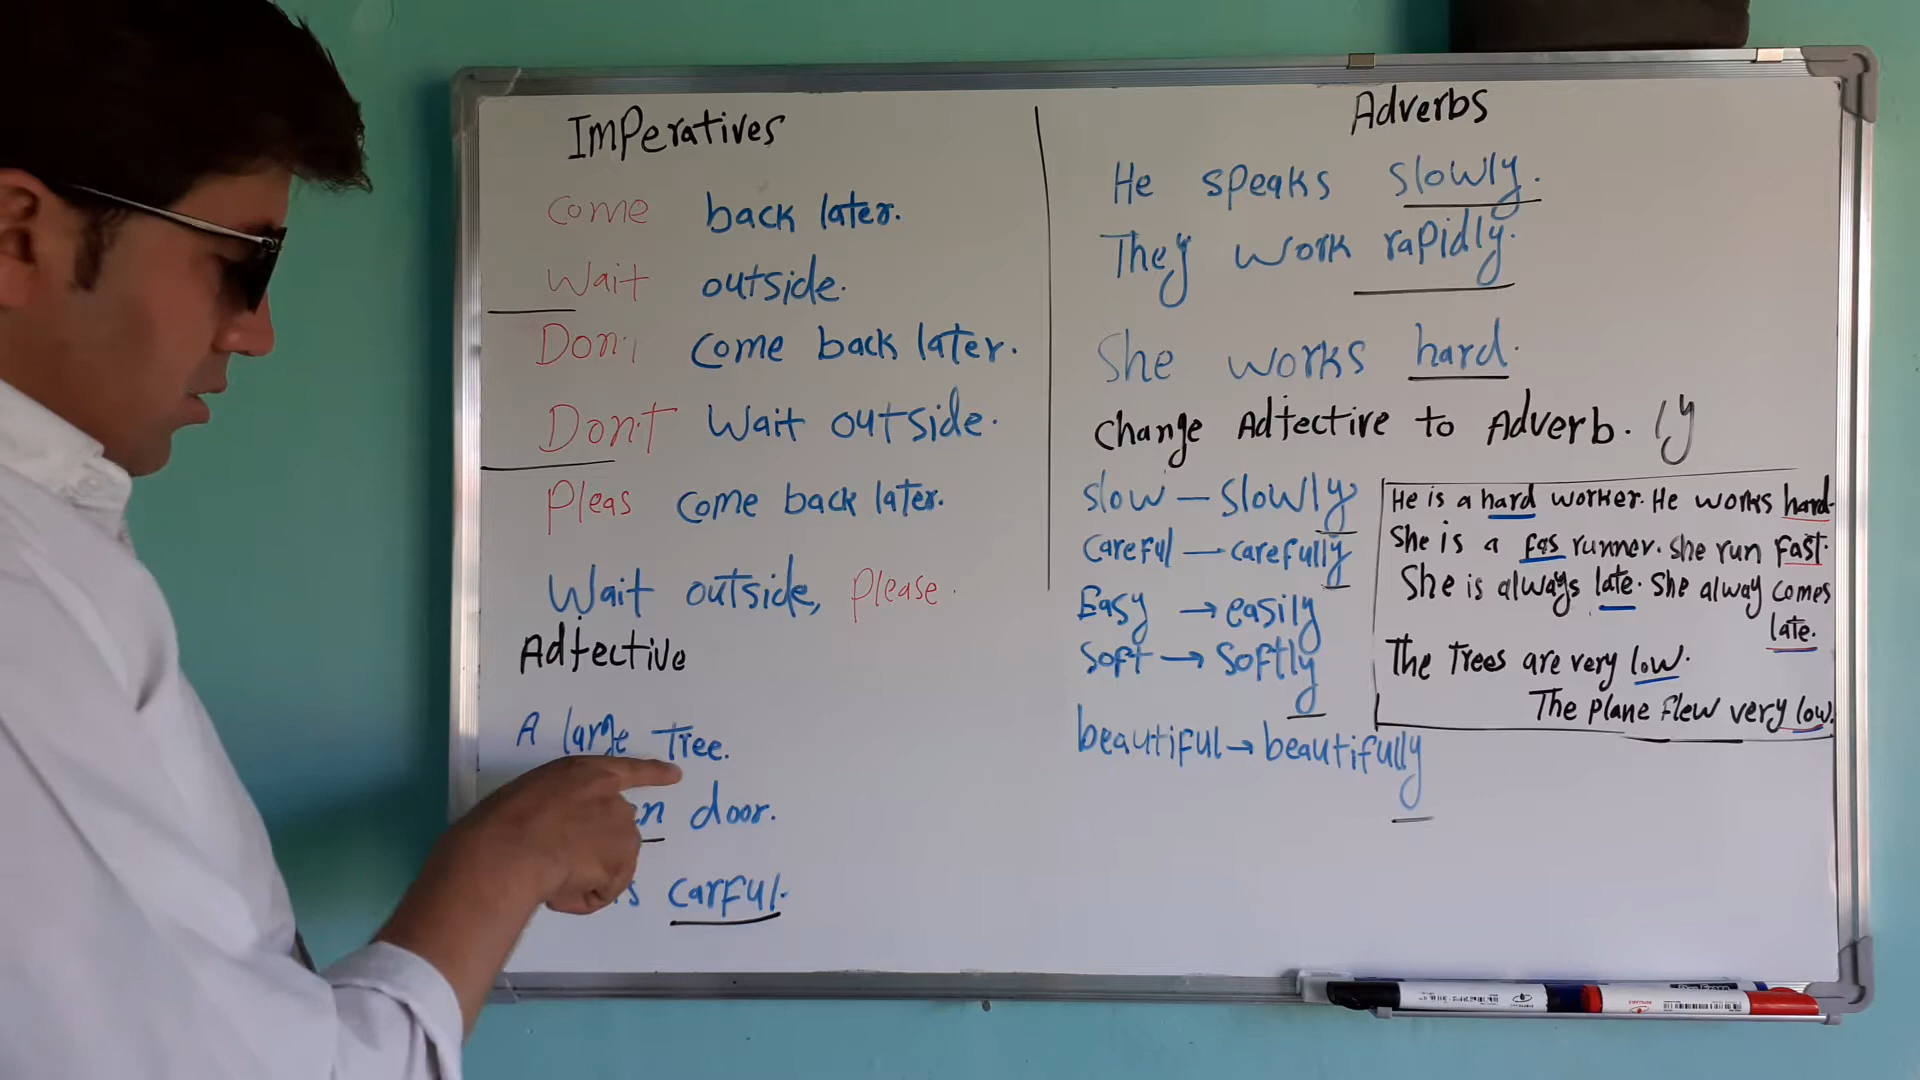 Imperatives
Come back later.
Wait outside.
Don't come back later.
Don't Wait outside.
Pleas come back later.
Wait outside, Please.
Adjective
A large Tree.
door.
carful.
Adverbs
He speaks slowly.
They work rapidly.
She works hard.
change Adjective to Adverb. ly
slow - slowly
Careful - carefully
Easy → easily
Soft → Softly
beautiful → beautifully
He is a hard worker. He works hard.
She is a fas runner. she run Fast.
She is always late. She alway comes
late.
The Trees are very low.
The plane flew very low.